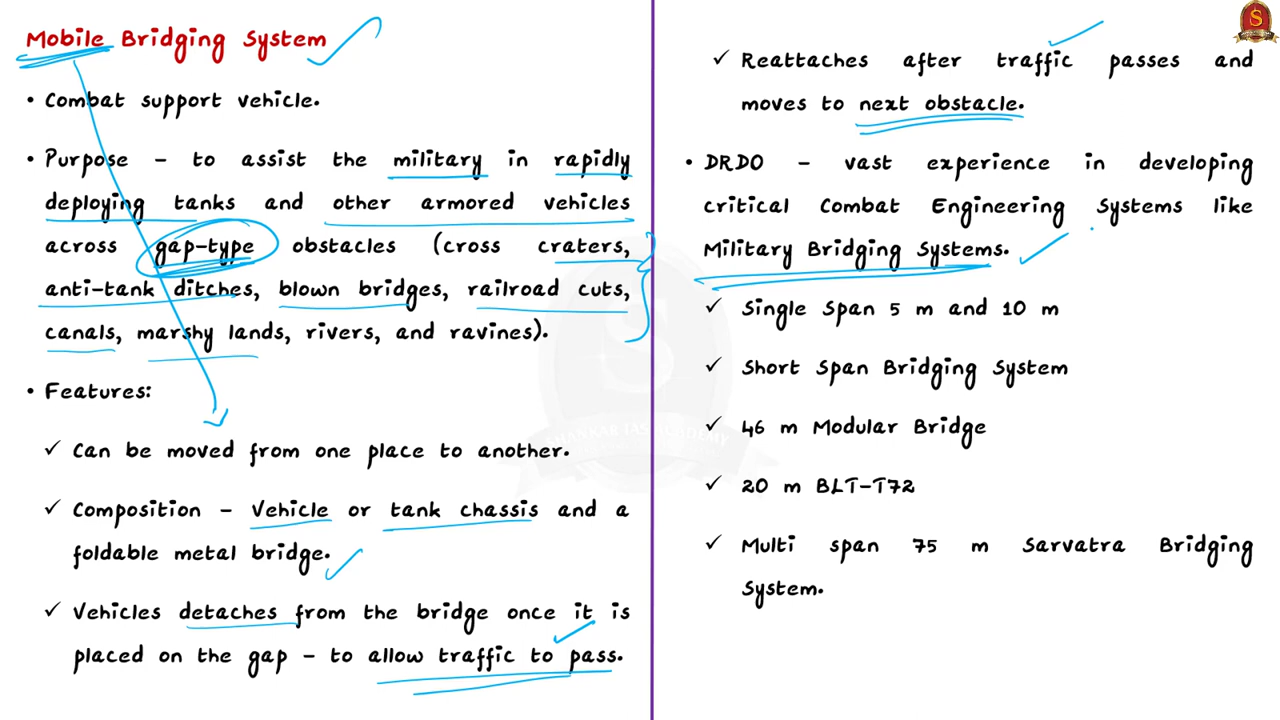 Mobile Bridging System
• Combat support vehicle.
• Purpose – to assist the military in rapidly
deploying tanks and other armored vehicles
across gap-type obstacles (cross craters,
anti-tank ditches, blown bridges, railroad cuts,
canals, marshy lands, rivers, and ravines).
• Features:
✓ Can be moved from one place to another.
✓ Composition – Vehicle or tank chassis and a
foldable metal bridge.
✓ Vehicles detaches from the bridge once it is
placed on the gap – to allow traffic to pass.
✓ Reattaches after traffic passes and
moves to next obstacle.
• DRDO – vast experience in developing
critical Combat Engineering Systems like
Military Bridging Systems.
✓ Single Span 5 m and 10 m
✓ Short Span Bridging System
✓ 46 m Modular Bridge
✓ 20 m BLT-T72
✓ Multi span 75 m Sarvatra Bridging
System.
SHANKAR IAS ACADEMY